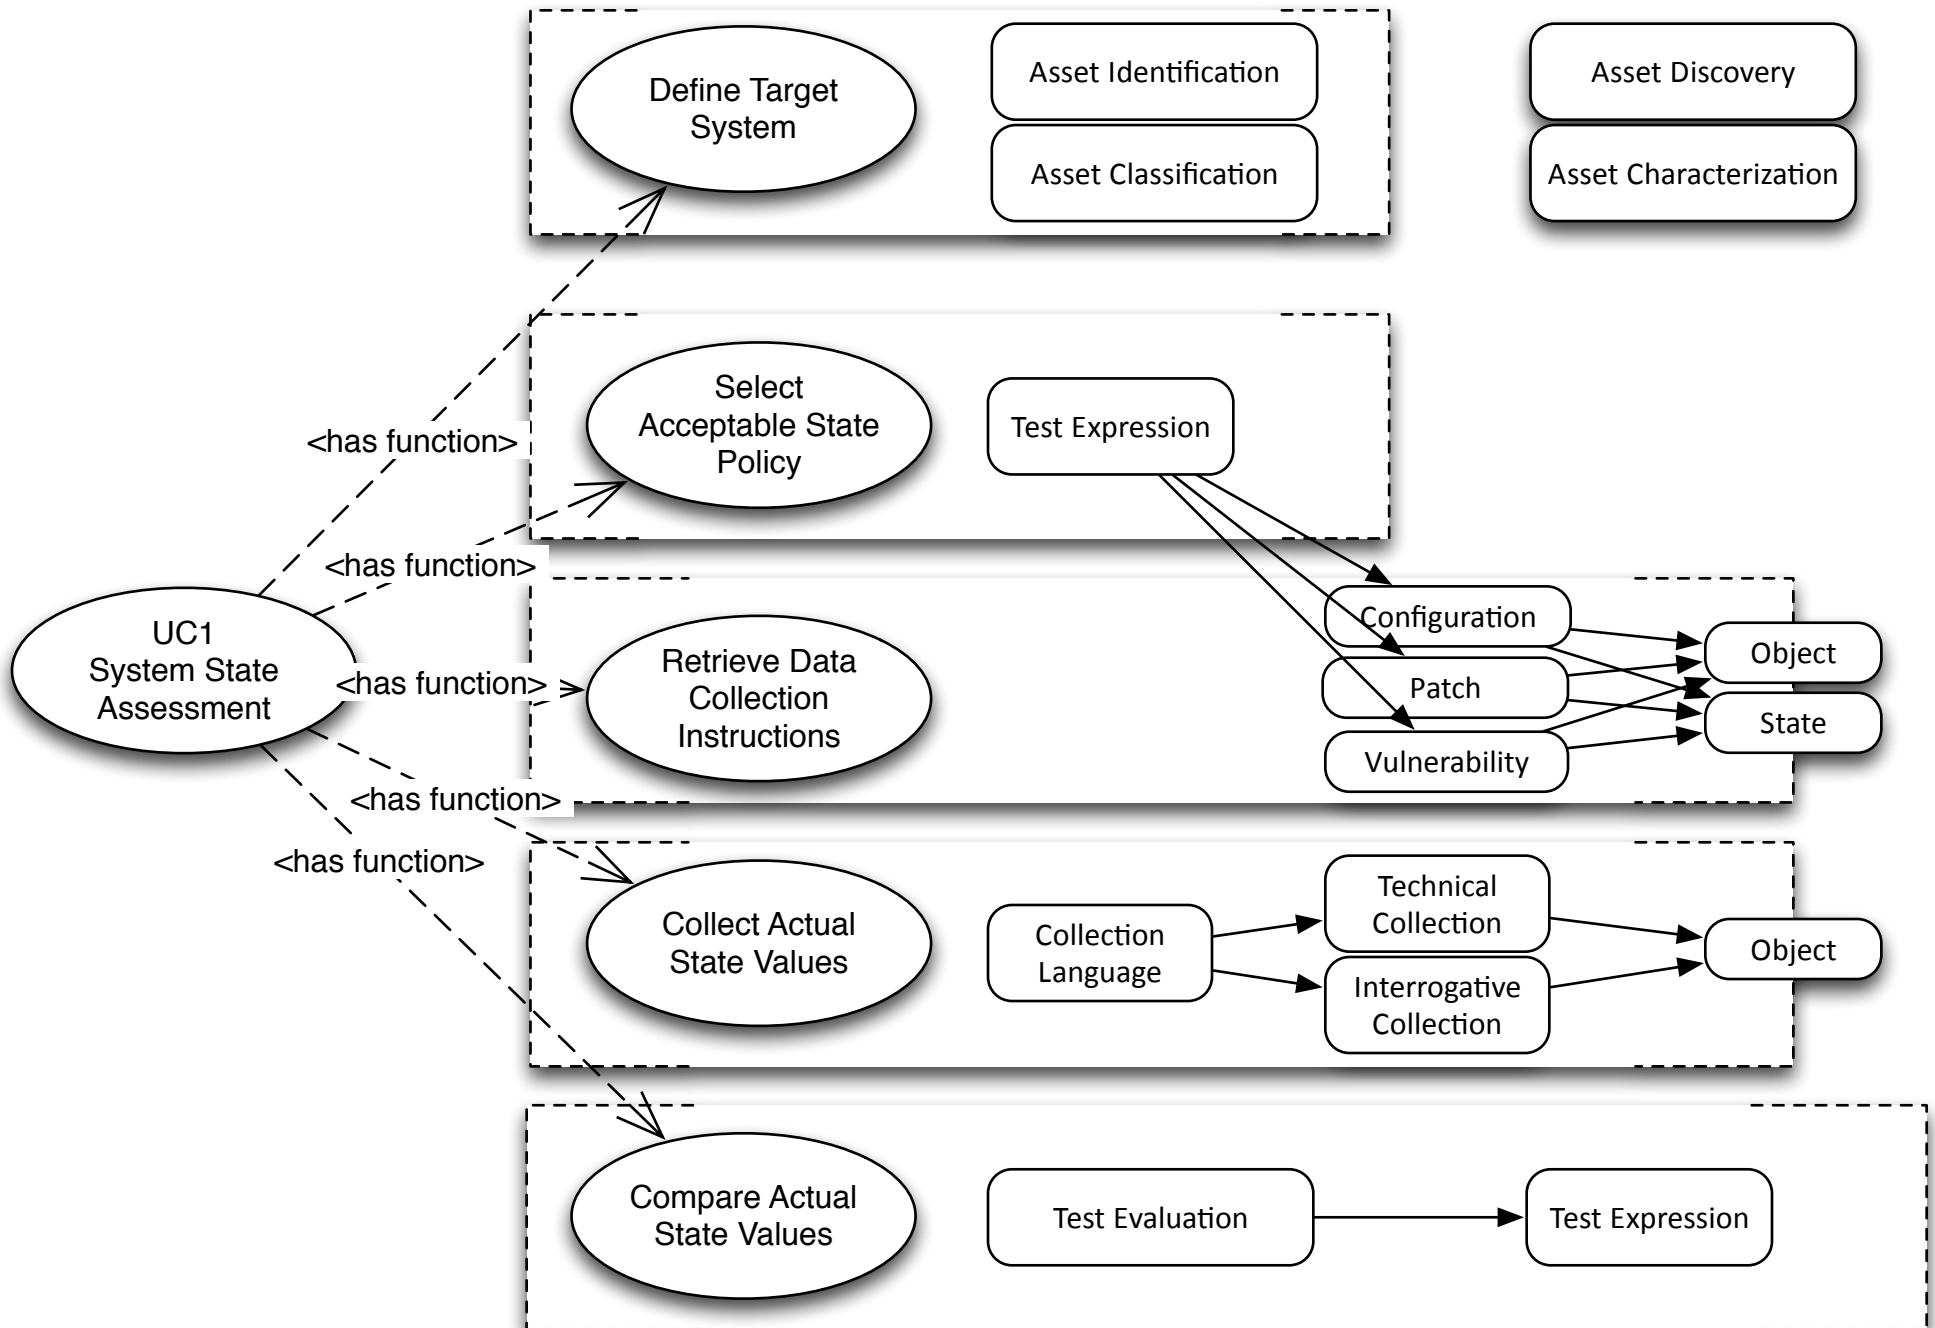 Define Target
System
Asset Identification
Asset Classification
Asset Discovery
Asset Characterization
<has function>
Select
Acceptable State
Policy
Test Expression
<has function>
UC1
System State
Assessment
<has function>
Retrieve Data
Collection
Instructions
Configuration
Patch
Vulnerability
Object
State
<has function>
<has function>
Collect Actual
State Values
Collection
Language
Technical
Collection
Interrogative
Collection
Object
Compare Actual
State Values
Test Evaluation
Test Expression